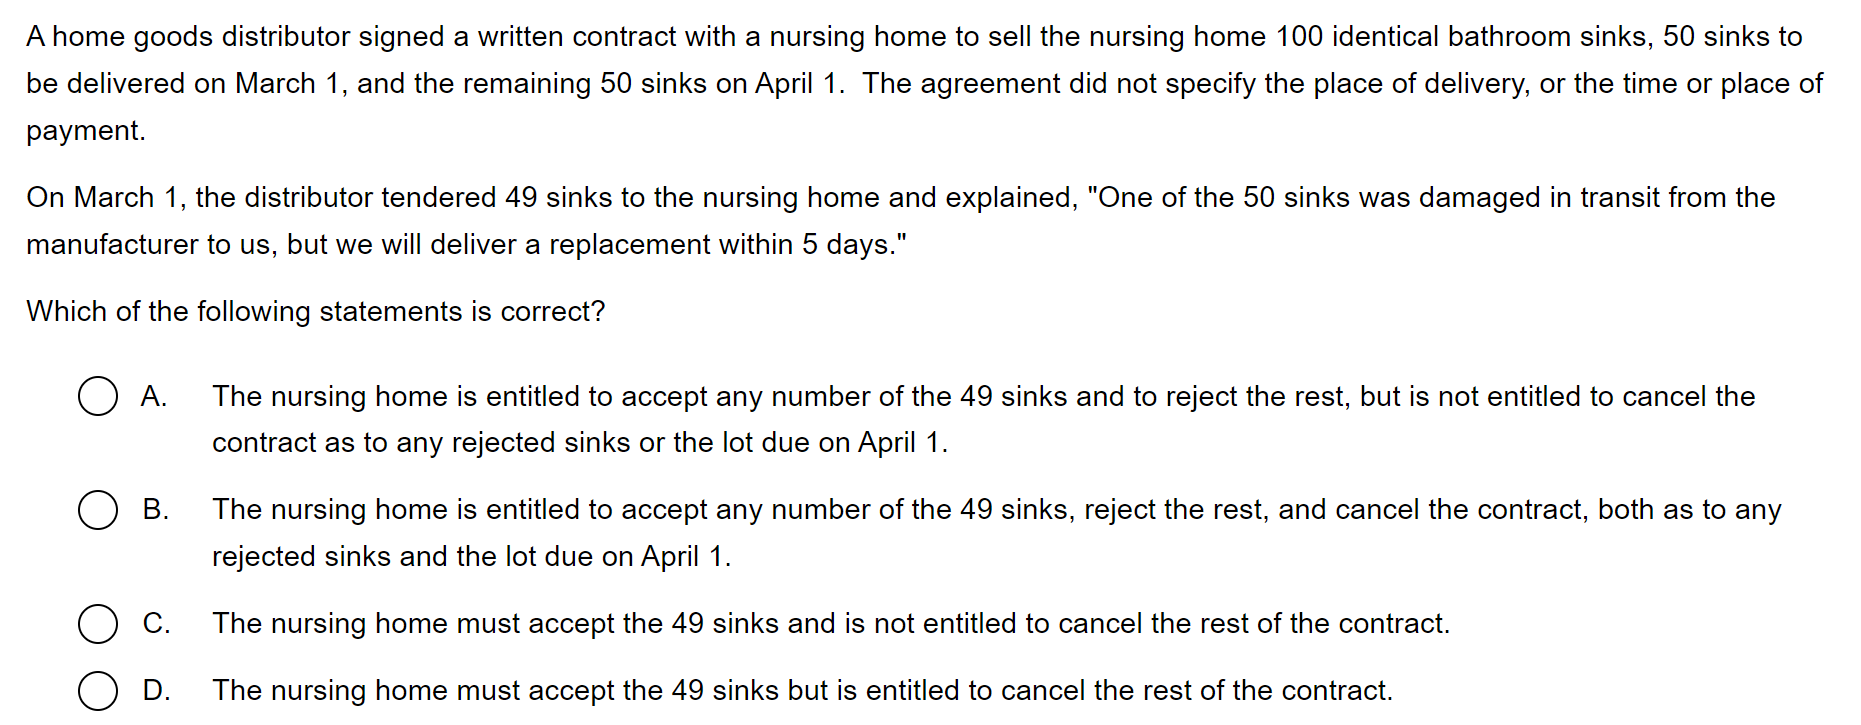 A home goods distributor signed a written contract with a nursing home to sell the nursing home 100 identical bathroom sinks, 50 sinks to
be delivered on March 1, and the remaining 50 sinks on April 1.  The agreement did not specify the place of delivery, or the time or place of
payment.
On March 1, the distributor tendered 49 sinks to the nursing home and explained, "One of the 50 sinks was damaged in transit from the
manufacturer to us, but we will deliver a replacement within 5 days."
Which of the following statements is correct?
A. The nursing home is entitled to accept any number of the 49 sinks and to reject the rest, but is not entitled to cancel the
contract as to any rejected sinks or the lot due on April 1.
B. The nursing home is entitled to accept any number of the 49 sinks, reject the rest, and cancel the contract, both as to any
rejected sinks and the lot due on April 1.
C. The nursing home must accept the 49 sinks and is not entitled to cancel the rest of the contract.
D. The nursing home must accept the 49 sinks but is entitled to cancel the rest of the contract.